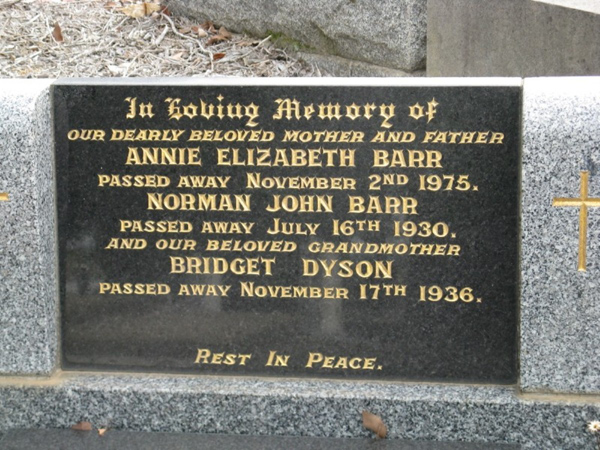 In Loving Memory of
OUR DEARLY BELOVED MOTHER AND FATHER
ANNIE ELIZABETH BARR
PASSED AWAY NOVEMBER 2ND 1975.
NORMAN JOHN BARR
PASSED AWAY JULY 16TH 1930.
AND OUR BELOVED GRANDMOTHER
BRIDGET DYSON
PASSED AWAY NOVEMBER 17TH 1936.
REST IN PEACE.